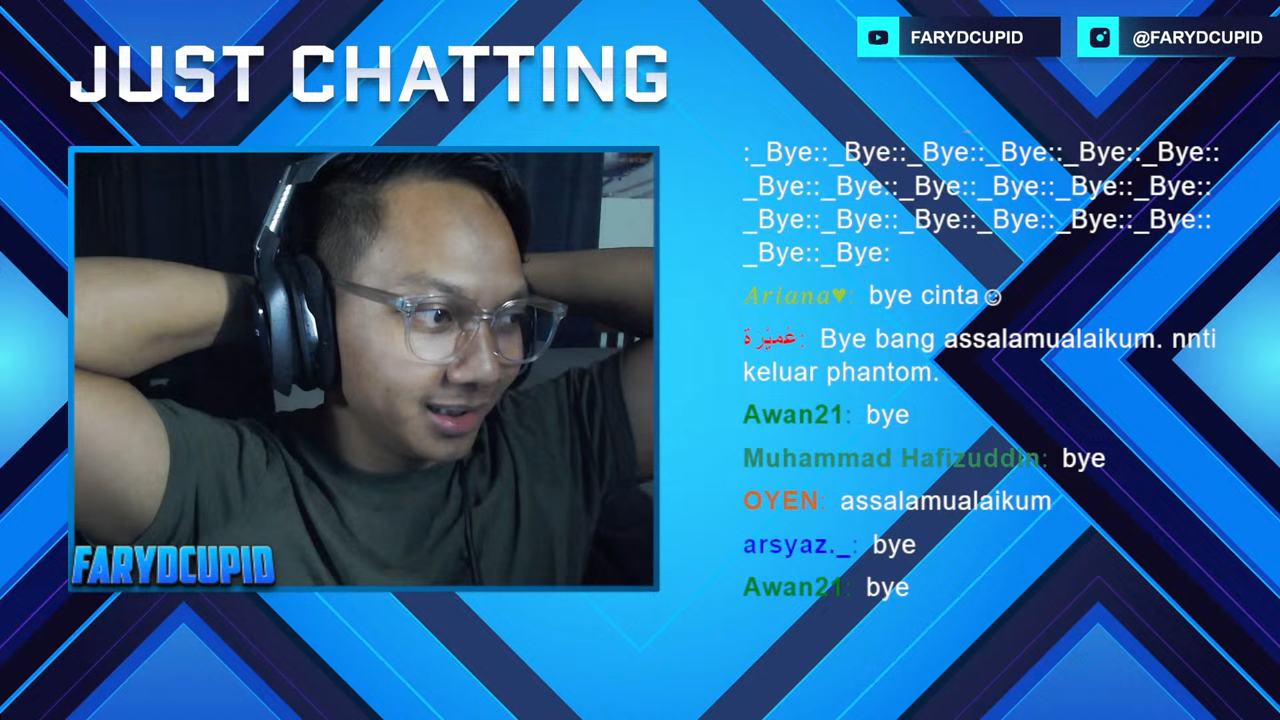 JUST CHATTING
FARYDCUPID
@FARYDCUPID
:_Bye::_Bye::_Bye::_Bye::_Bye::_Bye::
_Bye::_Bye::_Bye::_Bye::_Bye::_Bye::
_Bye::_Bye::_Bye::_Bye::_Bye::_Bye::
_Bye::_Bye:
Ariana♥: bye cinta☺
عُميْرة: Bye bang assalamualaikum. nnti
keluar phantom.
Awan21: bye
Muhammad Hafizuddin: bye
OYEN: assalamualaikum
arsyaz._: bye
Awan21: bye
FARYDCUPID